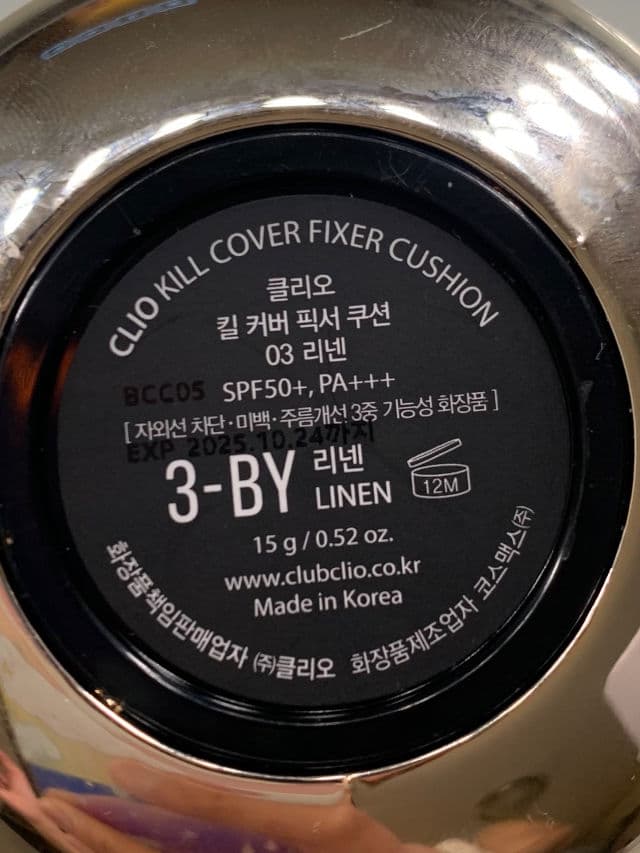 CLIO KILL COVER FIXER CUSHION
클리오
킬 커버 픽서 쿠션
03 리넨
BCC05 SPF50+, PA+++
[ 자외선 차단·미백·주름개선 3중 기능성 화장품 ]
EXP 2025.10.24까지
3-BY 리넨
LINEN
12M
15 g / 0.52 oz.
www.clubclio.co.kr
Made in Korea
화장품책임판매업자 ㈜클리오 화장품제조업자 코스맥스㈜